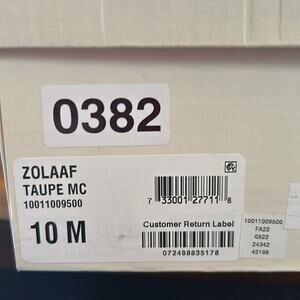 0382
ZOLAAF
TAUPE MC
10011009500
10 M
7 33001 27711 8
Customer Return Label
072498835178
10011009500
FA22
0522
24342
42198